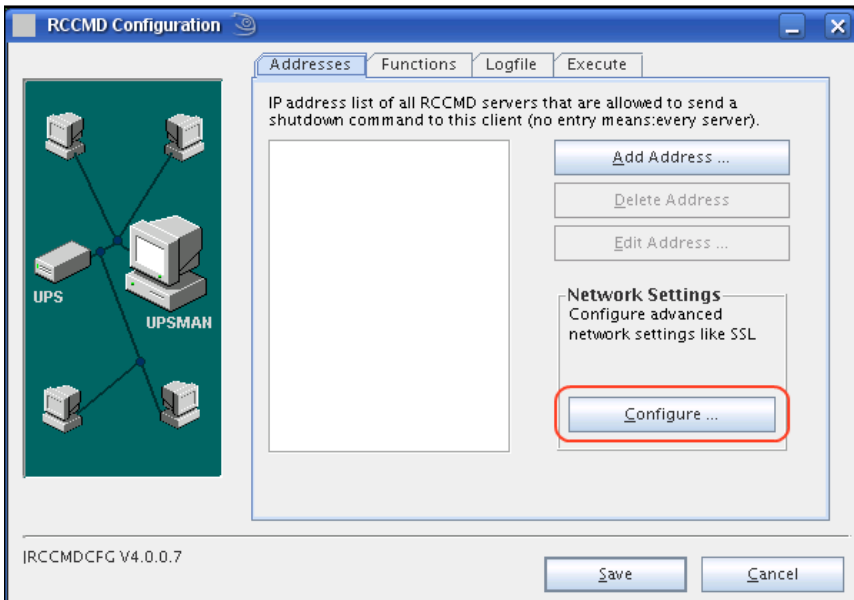 RCCMD Configuration
Addresses
Functions
Logfile
Execute
IP address list of all RCCMD servers that are allowed to send a
shutdown command to this client (no entry means:every server).
Add Address ...
Delete Address
Edit Address ...
UPS
UPSMAN
Network Settings
Configure advanced
network settings like SSL
Configure ...
|RCCMDCFG V4.0.0.7
Save
Cancel